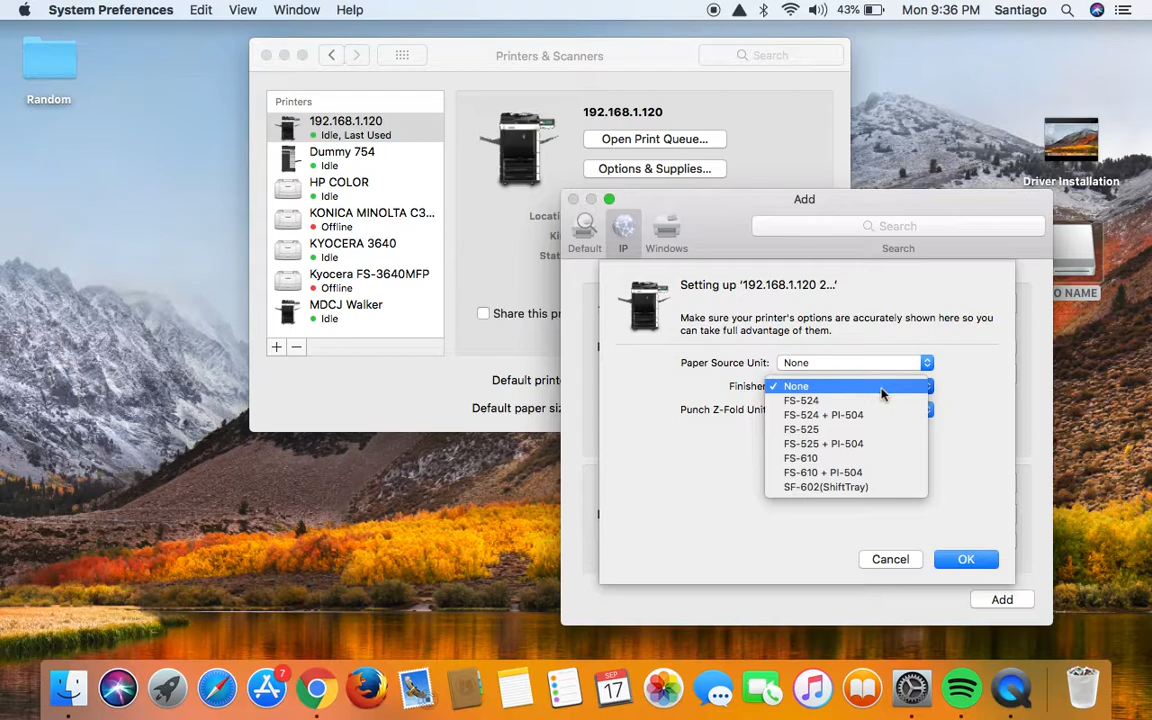 System Preferences Edit View Window Help 43% Mon 9:36 PM Santiago
Random
Driver Installation
O NAME
Printers & Scanners
Search
Printers
192.168.1.120
Idle, Last Used
Dummy 754
Idle
HP COLOR
Idle
KONICA MINOLTA C3...
Offline
KYOCERA 3640
Idle
Kyocera FS-3640MFP
Offline
MDCJ Walker
Idle
+ −
192.168.1.120
Open Print Queue...
Options & Supplies...
Locati
Ki
Stat
Share this p
Default print
Default paper siz
Add
Default
IP
Windows
Search
Search
Setting up ‘192.168.1.120 2...’
Make sure your printer's options are accurately shown here so you
can take full advantage of them.
Paper Source Unit: None
Finisher
Punch Z-Fold Unit
✓ None
FS-524
FS-524 + PI-504
FS-525
FS-525 + PI-504
FS-610
FS-610 + PI-504
SF-602(ShiftTray)
Cancel
OK
Add
7
SEP
17